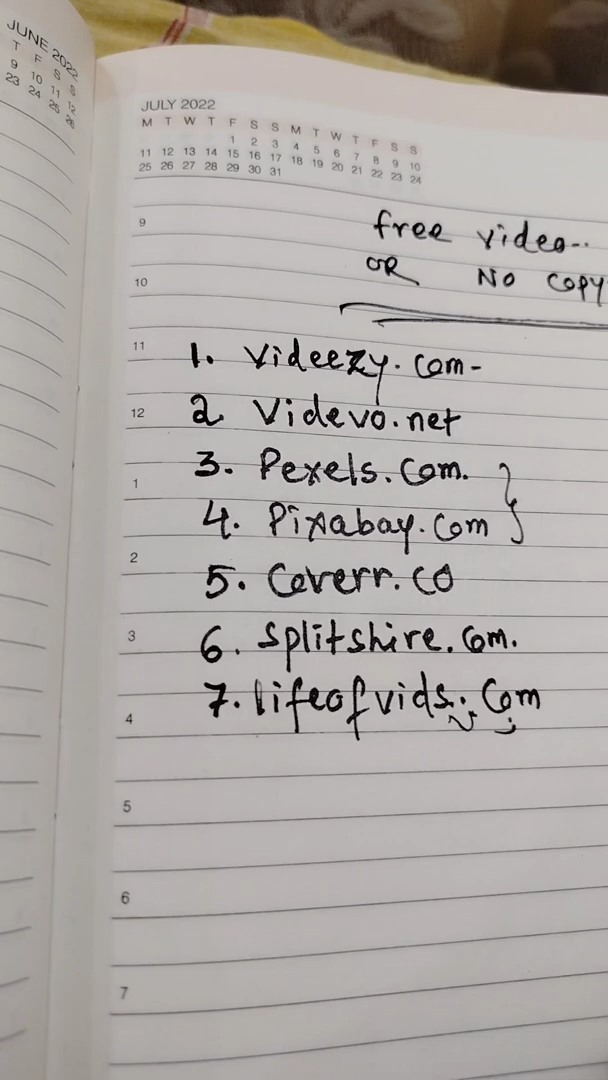 JUNE 2022
T F S S
9 10 11 12
23 24 25 26
JULY 2022
M T W T F S S M T W T F S S
1 2 3 4 5 6 7 8 9 10
11 12 13 14 15 16 17 18 19 20 21 22 23 24
25 26 27 28 29 30 31
9
free video..
OR NO COPY
10
11
1. Videezy.com-
12
2 Videvo.net
3. Pexels.com.
1
4. Pixabay.com
2
5. Coverr.co
3
6. Splitshire.com.
7. lifeofvids.com
4
5
6
7